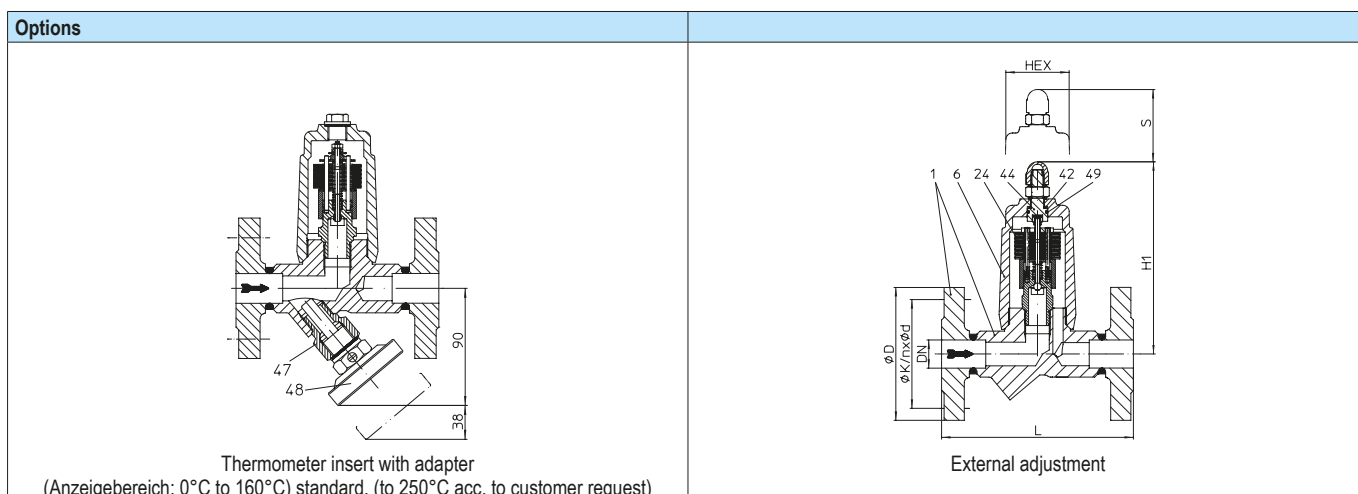 Options
47
48
90
38
Thermometer insert with adapter
(Anzeigebereich: 0°C to 160°C) standard, (to 250°C acc. to customer request)
HEX
S
1 6 24 44 42 49
H1
ØD
ØK/nxØd
DN
L
External adjustment